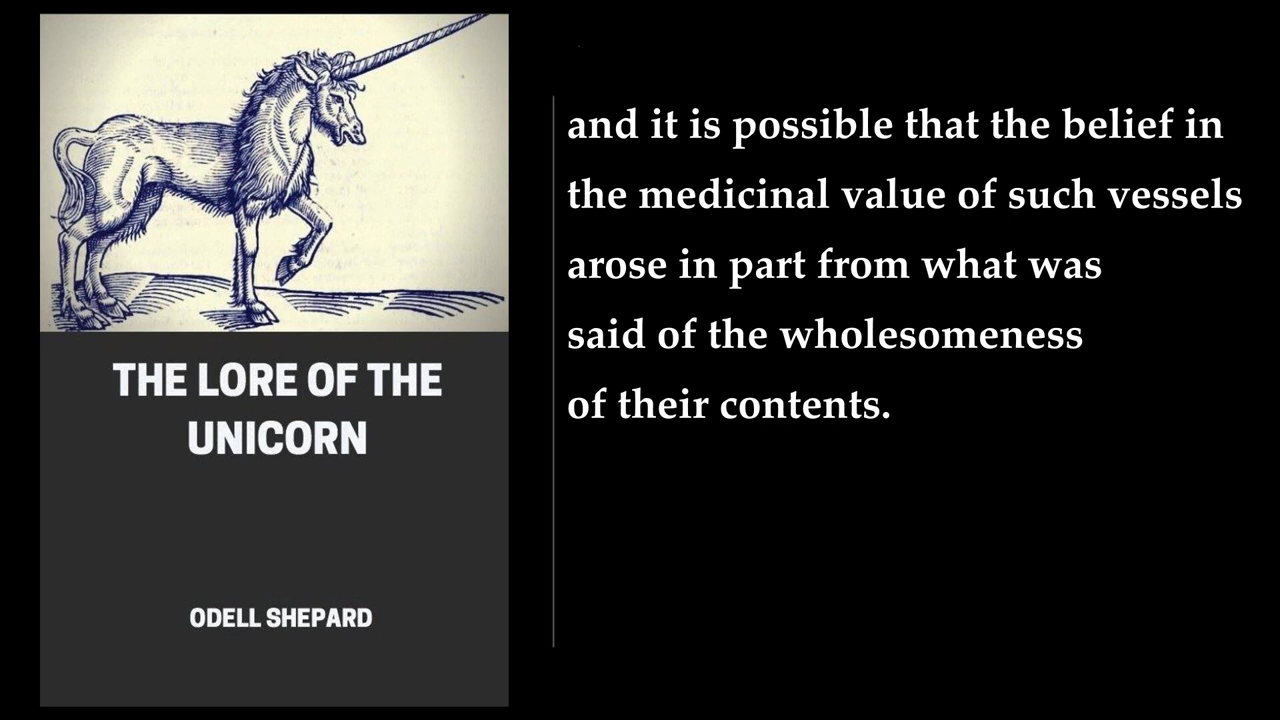 THE LORE OF THE
UNICORN
ODELL SHEPARD
and it is possible that the belief in
the medicinal value of such vessels
arose in part from what was
said of the wholesomeness
of their contents.